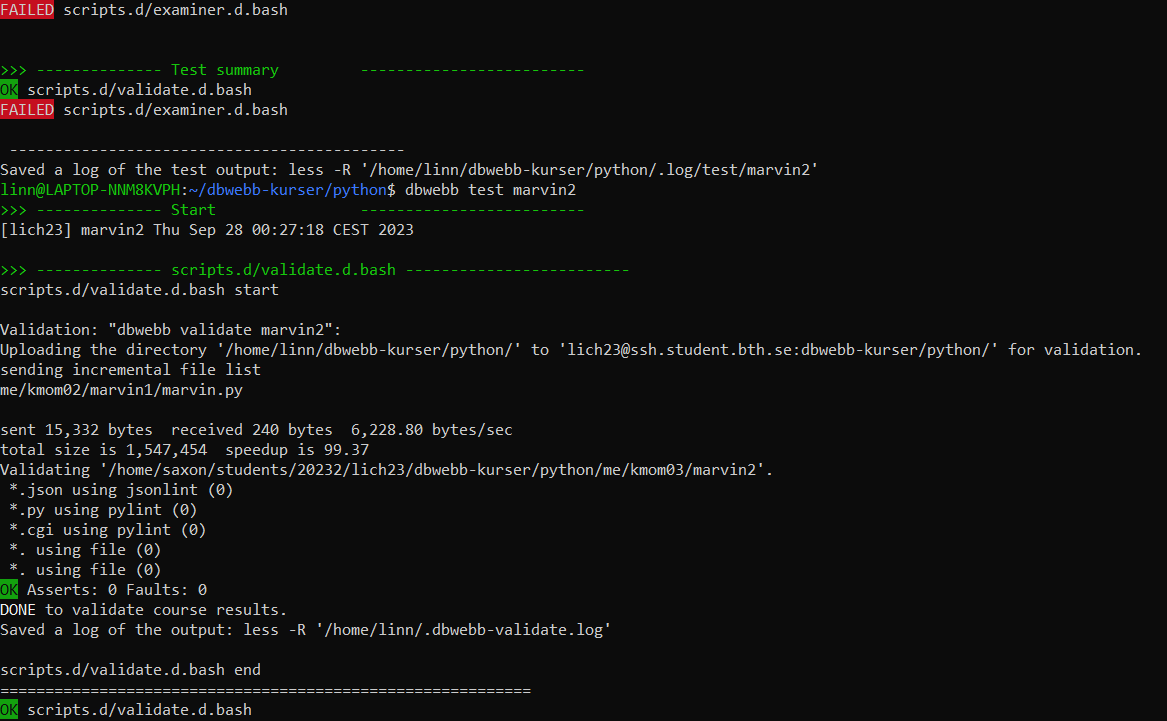 FAILED scripts.d/examiner.d.bash
>>> -------------- Test summary         -------------------------
OK scripts.d/validate.d.bash
FAILED scripts.d/examiner.d.bash
--------------------------------------------
Saved a log of the test output: less -R '/home/linn/dbwebb-kurser/python/.log/test/marvin2'
linn@LAPTOP-NNM8KVPH:~/dbwebb-kurser/python$ dbwebb test marvin2
>>> -------------- Start                -------------------------
[lich23] marvin2 Thu Sep 28 00:27:18 CEST 2023
>>> -------------- scripts.d/validate.d.bash -------------------------
scripts.d/validate.d.bash start
Validation: "dbwebb validate marvin2":
Uploading the directory '/home/linn/dbwebb-kurser/python/' to 'lich23@ssh.student.bth.se:dbwebb-kurser/python/' for validation.
sending incremental file list
me/kmom02/marvin1/marvin.py
sent 15,332 bytes  received 240 bytes  6,228.80 bytes/sec
total size is 1,547,454  speedup is 99.37
Validating '/home/saxon/students/20232/lich23/dbwebb-kurser/python/me/kmom03/marvin2'.
*.json using jsonlint (0)
*.py using pylint (0)
*.cgi using pylint (0)
*. using file (0)
*. using file (0)
OK Asserts: 0 Faults: 0
DONE to validate course results.
Saved a log of the output: less -R '/home/linn/.dbwebb-validate.log'
scripts.d/validate.d.bash end
===========================================================
OK scripts.d/validate.d.bash